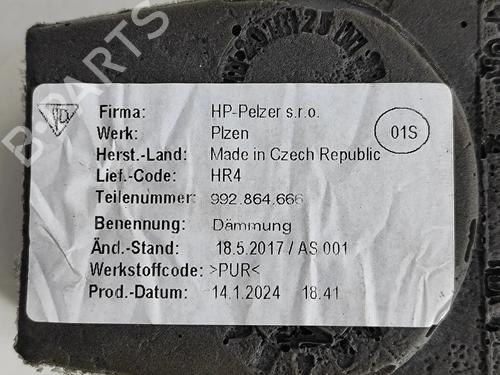 Firma: HP-Pelzer s.r.o.
Werk: Plzen
01S
Herst.-Land: Made in Czech Republic
Lief.-Code: HR4
Teilenummer: 992.864.666
Benennung: Dämmung
Änd.-Stand: 18.5.2017 / AS 001
Werkstoffcode: >PUR<
Prod.-Datum: 14.1.2024 18.41
B-PARTS